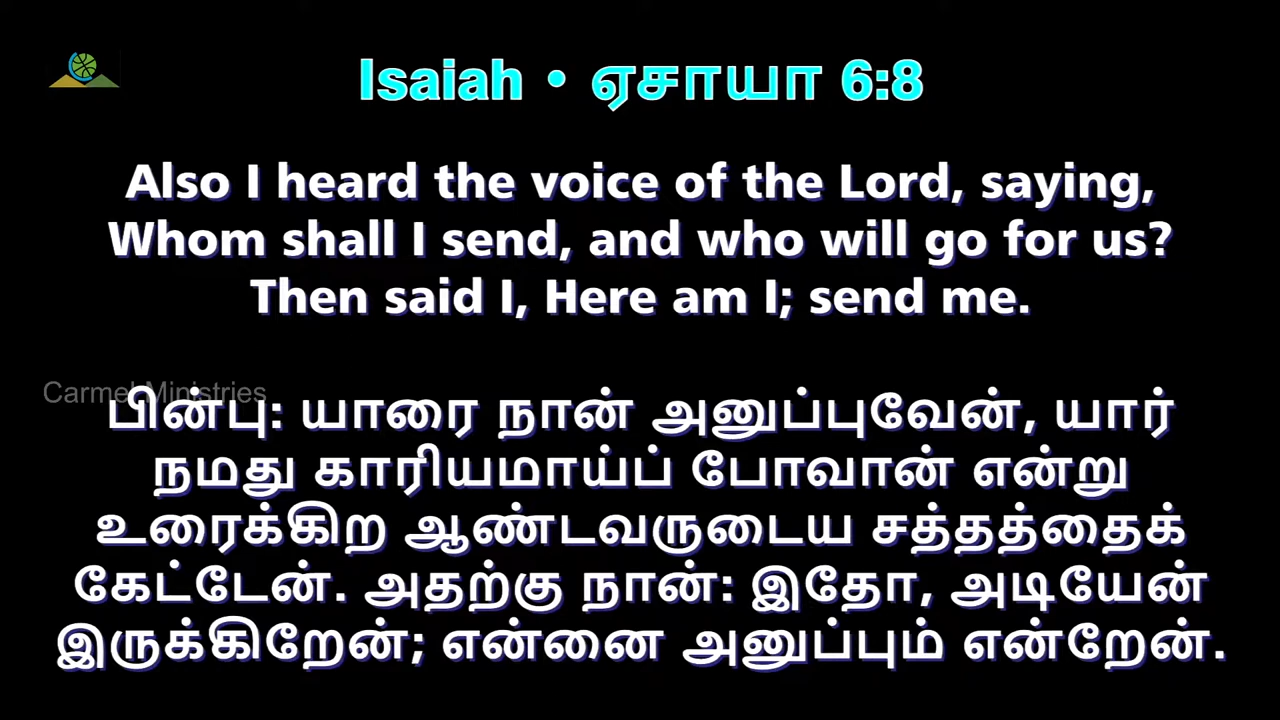 Isaiah • ஏசாயா 6:8
Also I heard the voice of the Lord, saying,
Whom shall I send, and who will go for us?
Then said I, Here am I; send me.
Carmel Ministries
பின்பு: யாரை நான் அனுப்புவேன், யார்
நமது காரியமாய்ப் போவான் என்று
உரைக்கிற ஆண்டவருடைய சத்தத்தைக்
கேட்டேன். அதற்கு நான்: இதோ, அடியேன்
இருக்கிறேன்; என்னை அனுப்பும் என்றேன்.